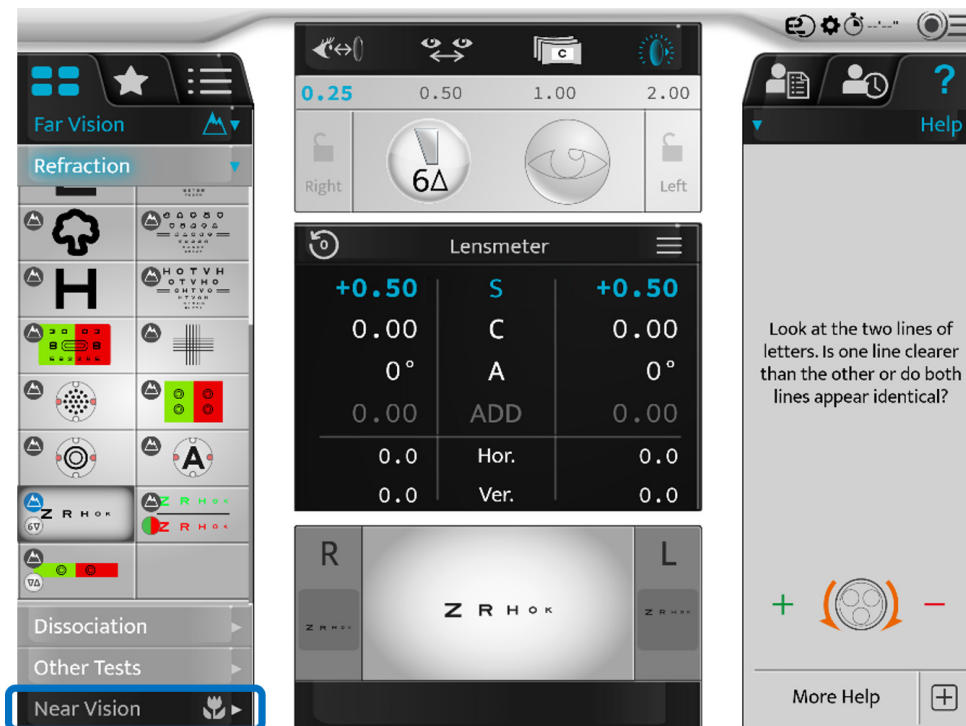 --'--"
Far Vision
Refraction
H
H O T V H
O T V H O
O H T V O
H T V O H
A
Z R H O K
6∇
Z R H O K
Z R H O K
∇Δ
Dissociation
Other Tests
Near Vision
C
0.25 0.50 1.00 2.00
Right 6Δ Left
0 Lensmeter
+0.50 S +0.50
0.00 C 0.00
0° A 0°
0.00 ADD 0.00
0.0 Hor. 0.0
0.0 Ver. 0.0
R L
Z R H O K
Z R H O K
Z R H O K
?
Help
Look at the two lines of
letters. Is one line clearer
than the other or do both
lines appear identical?
+ −
More Help +